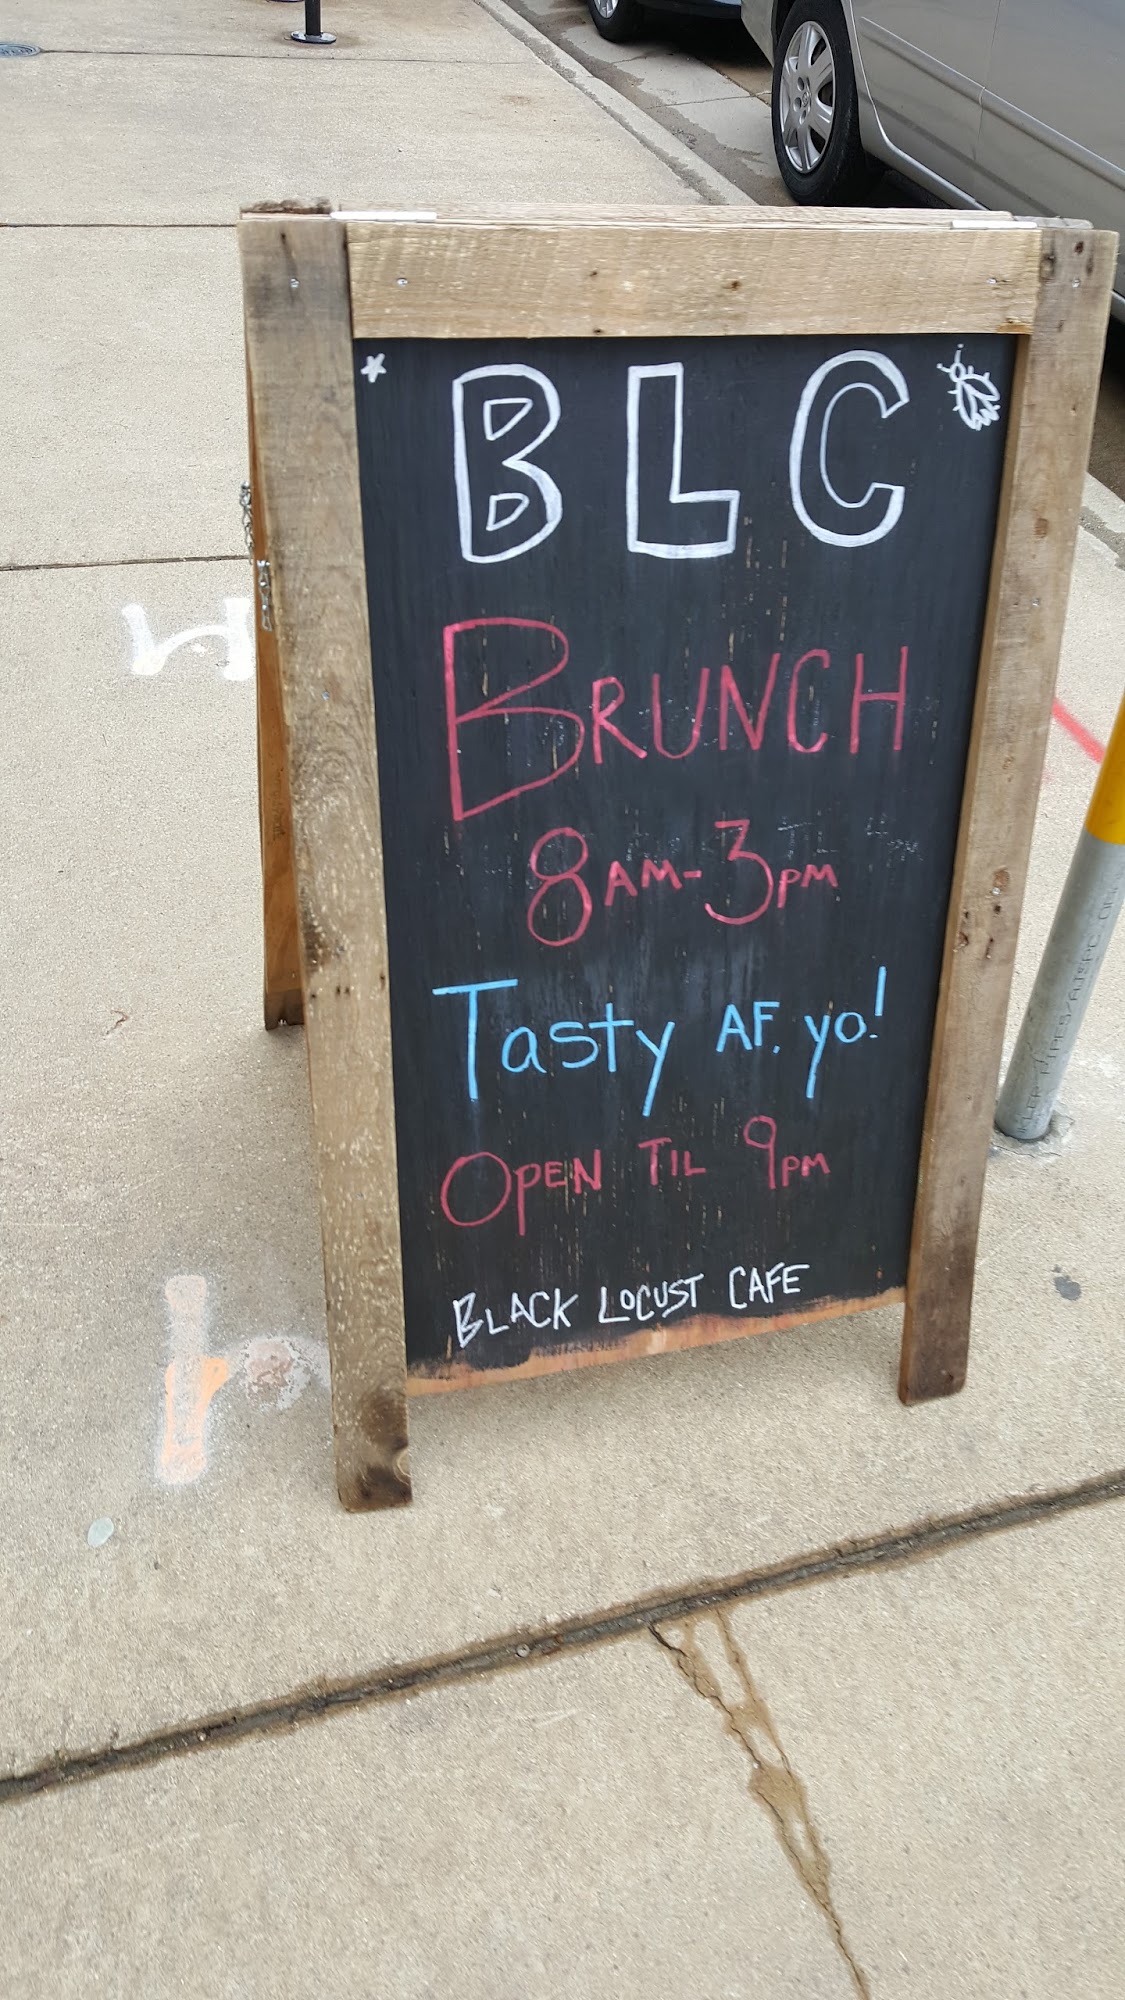 BLC
BRUNCH
8AM-3PM
Tasty AF, yo!
OPEN TIL 9PM
BLACK LOCUST CAFE